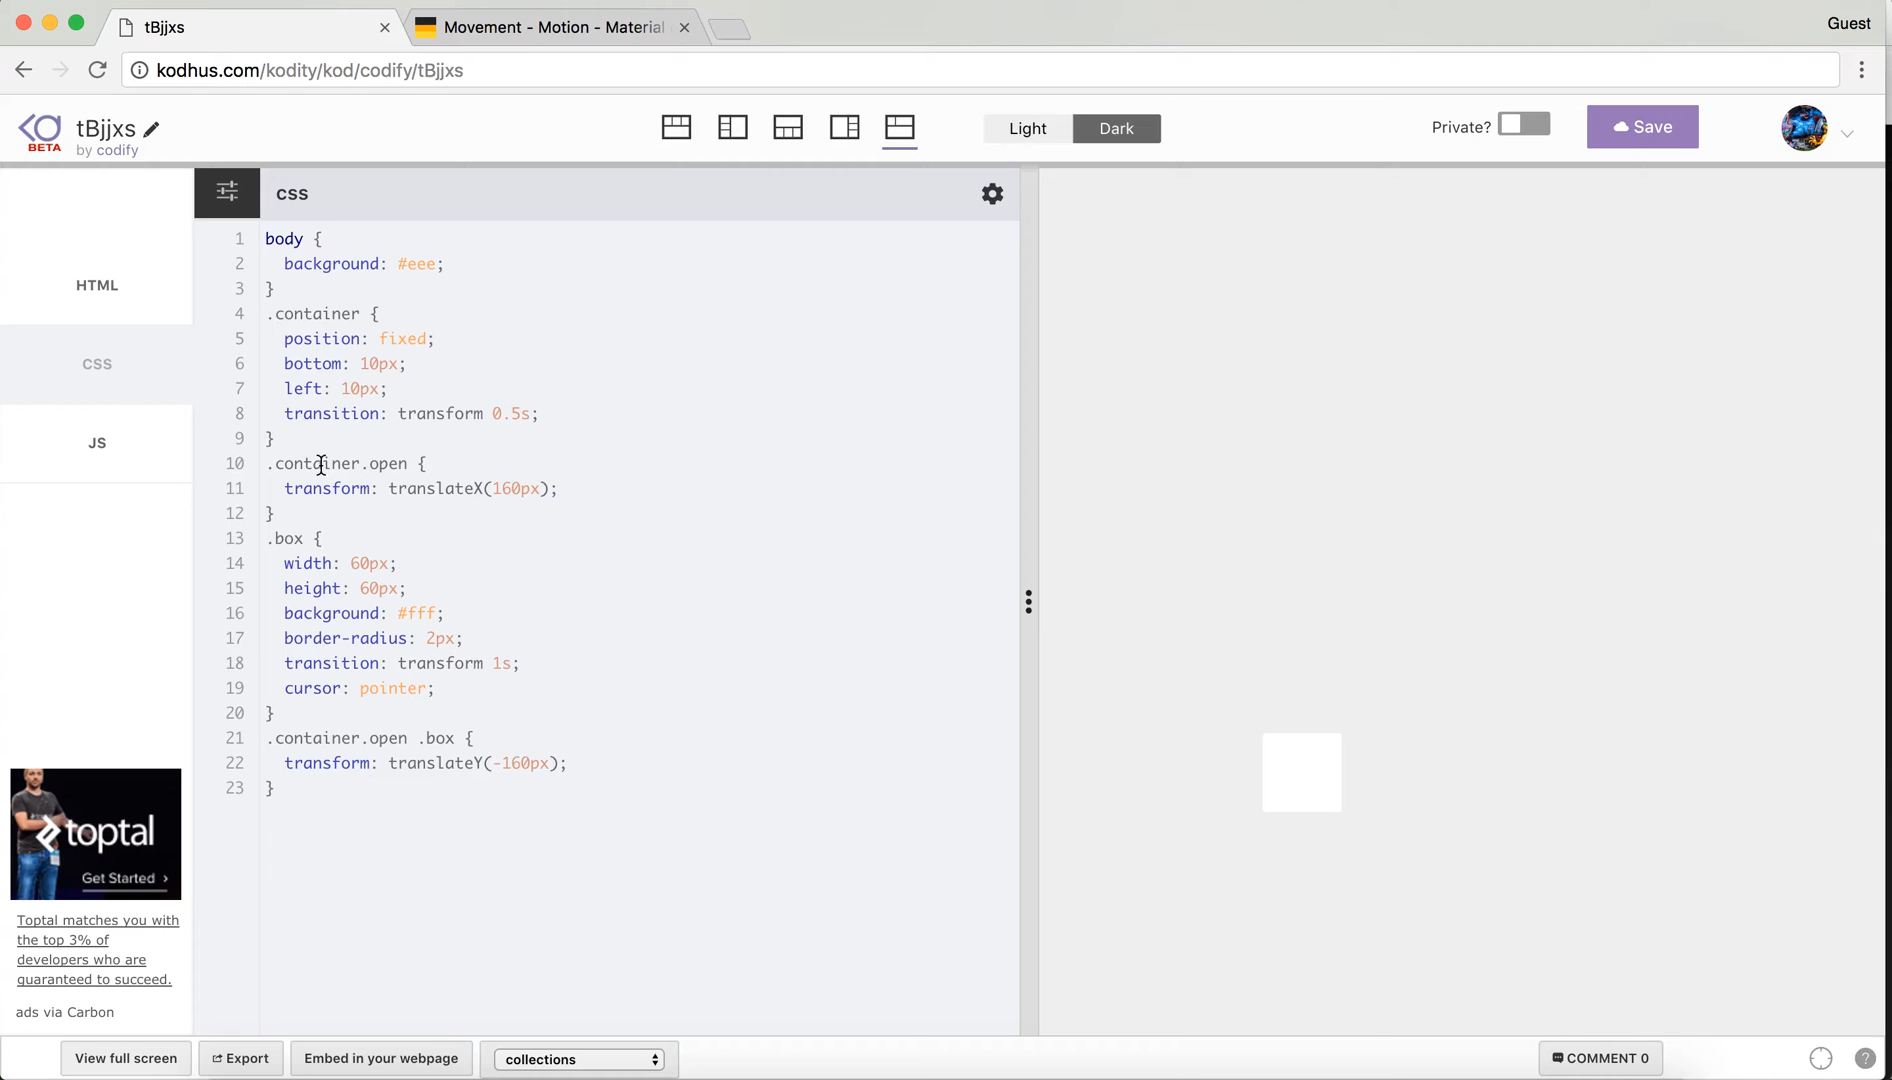 tBjjxs
Movement - Motion - Material
Guest
kodhus.com/kodity/kod/codify/tBjjxs
BETA
tBjjxs
by codify
Light
Dark
Private?
Save
HTML
CSS
JS
CSS
1 body {
2   background: #eee;
3 }
4 .container {
5   position: fixed;
6   bottom: 10px;
7   left: 10px;
8   transition: transform 0.5s;
9 }
10 .container.open {
11   transform: translateX(160px);
12 }
13 .box {
14   width: 60px;
15   height: 60px;
16   background: #fff;
17   border-radius: 2px;
18   transition: transform 1s;
19   cursor: pointer;
20 }
21 .container.open .box {
22   transform: translateY(-160px);
23 }
toptal
Get Started ›
Toptal matches you with
the top 3% of
developers who are
guaranteed to succeed.
ads via Carbon
View full screen
Export
Embed in your webpage
collections
COMMENT 0
?